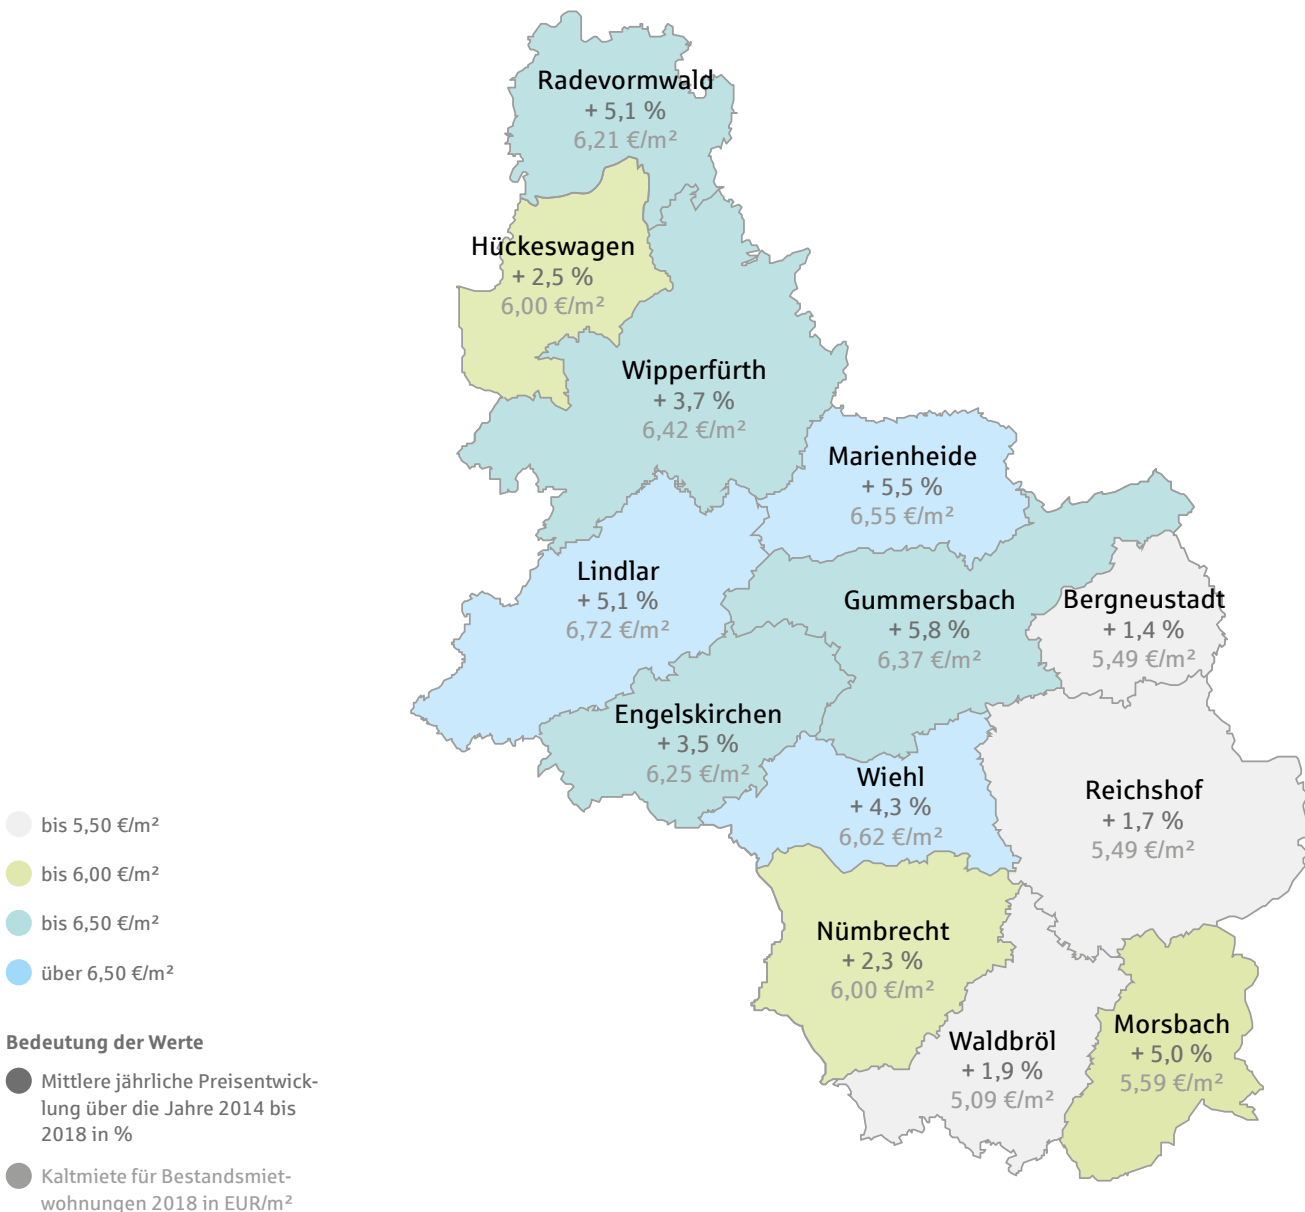 Radevormwald
+ 5,1 %
6,21 €/m²
Hückeswagen
+ 2,5 %
6,00 €/m²
Wipperfürth
+ 3,7 %
6,42 €/m²
Marienheide
+ 5,5 %
6,55 €/m²
Lindlar
+ 5,1 %
6,72 €/m²
Gummersbach
+ 5,8 %
6,37 €/m²
Bergneustadt
+ 1,4 %
5,49 €/m²
Engelskirchen
+ 3,5 %
6,25 €/m²
Wiehl
+ 4,3 %
6,62 €/m²
Reichshof
+ 1,7 %
5,49 €/m²
Nümbrecht
+ 2,3 %
6,00 €/m²
Waldbröl
+ 1,9 %
5,09 €/m²
Morsbach
+ 5,0 %
5,59 €/m²
bis 5,50 €/m²
bis 6,00 €/m²
bis 6,50 €/m²
über 6,50 €/m²
Bedeutung der Werte
Mittlere jährliche Preisentwick-
lung über die Jahre 2014 bis
2018 in %
Kaltmiete für Bestandsmiet-
wohnungen 2018 in EUR/m²